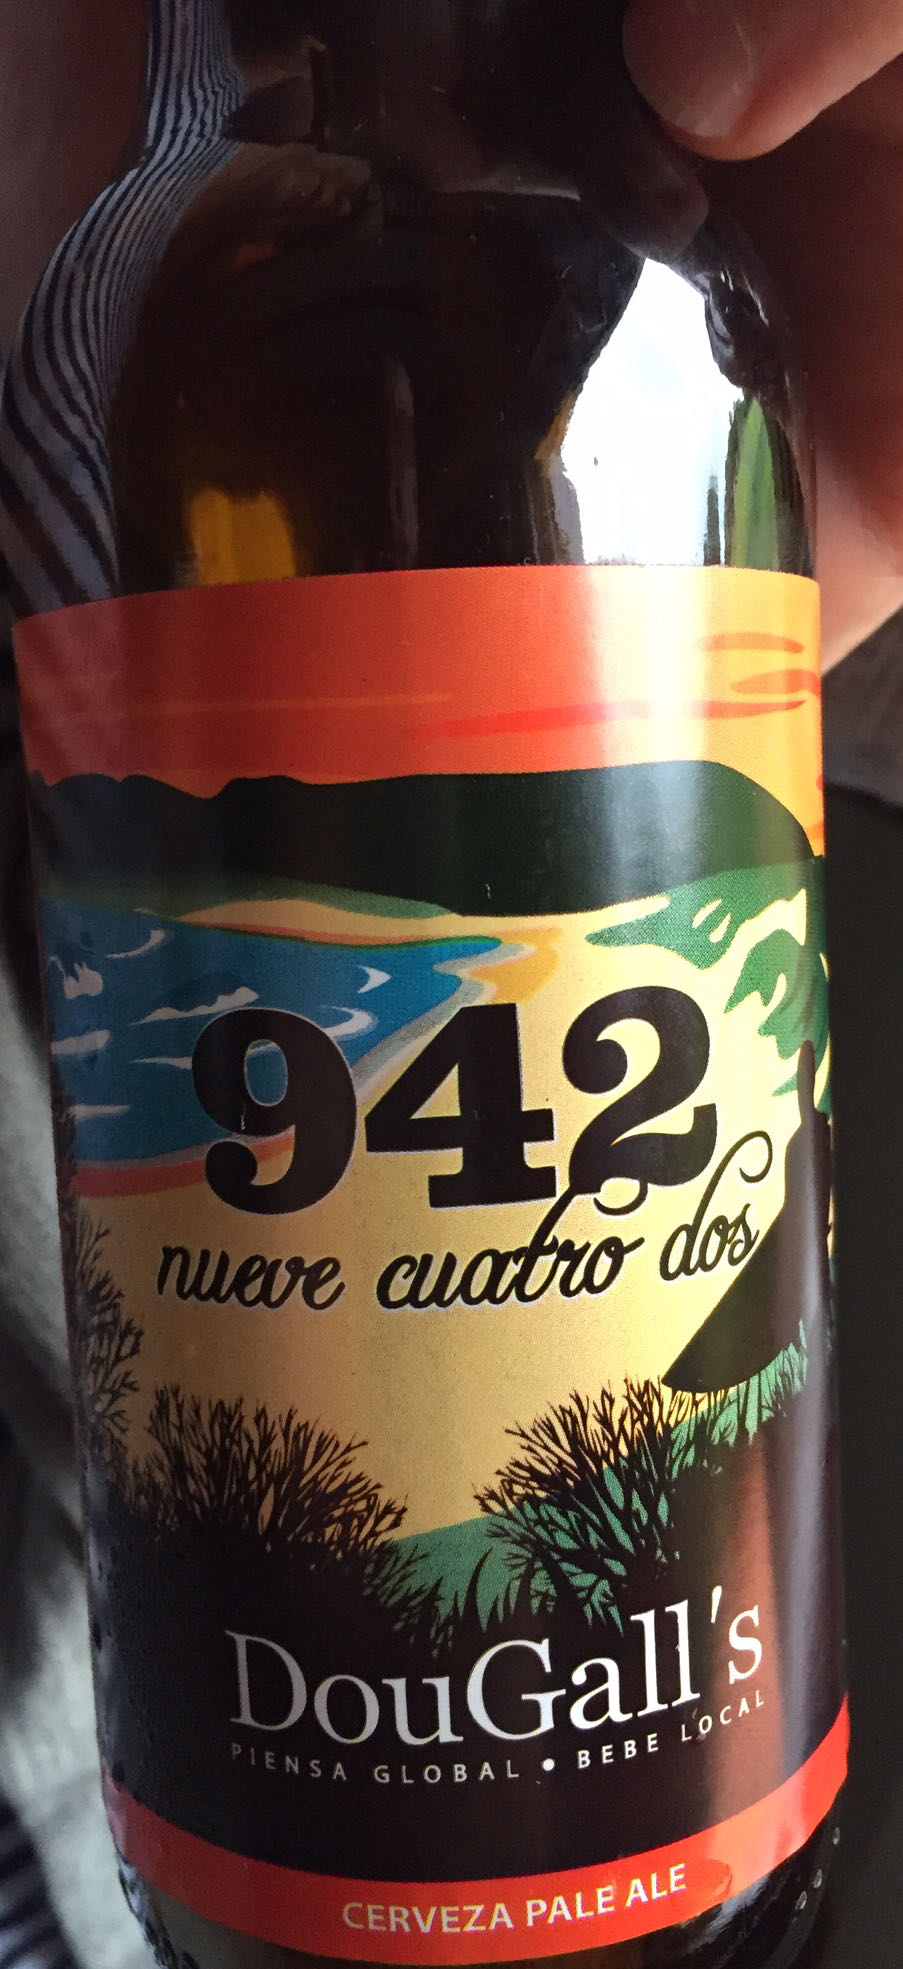 942
nueve cuatro dos
DouGall's
PIENSA GLOBAL • BEBE LOCAL
CERVEZA PALE ALE